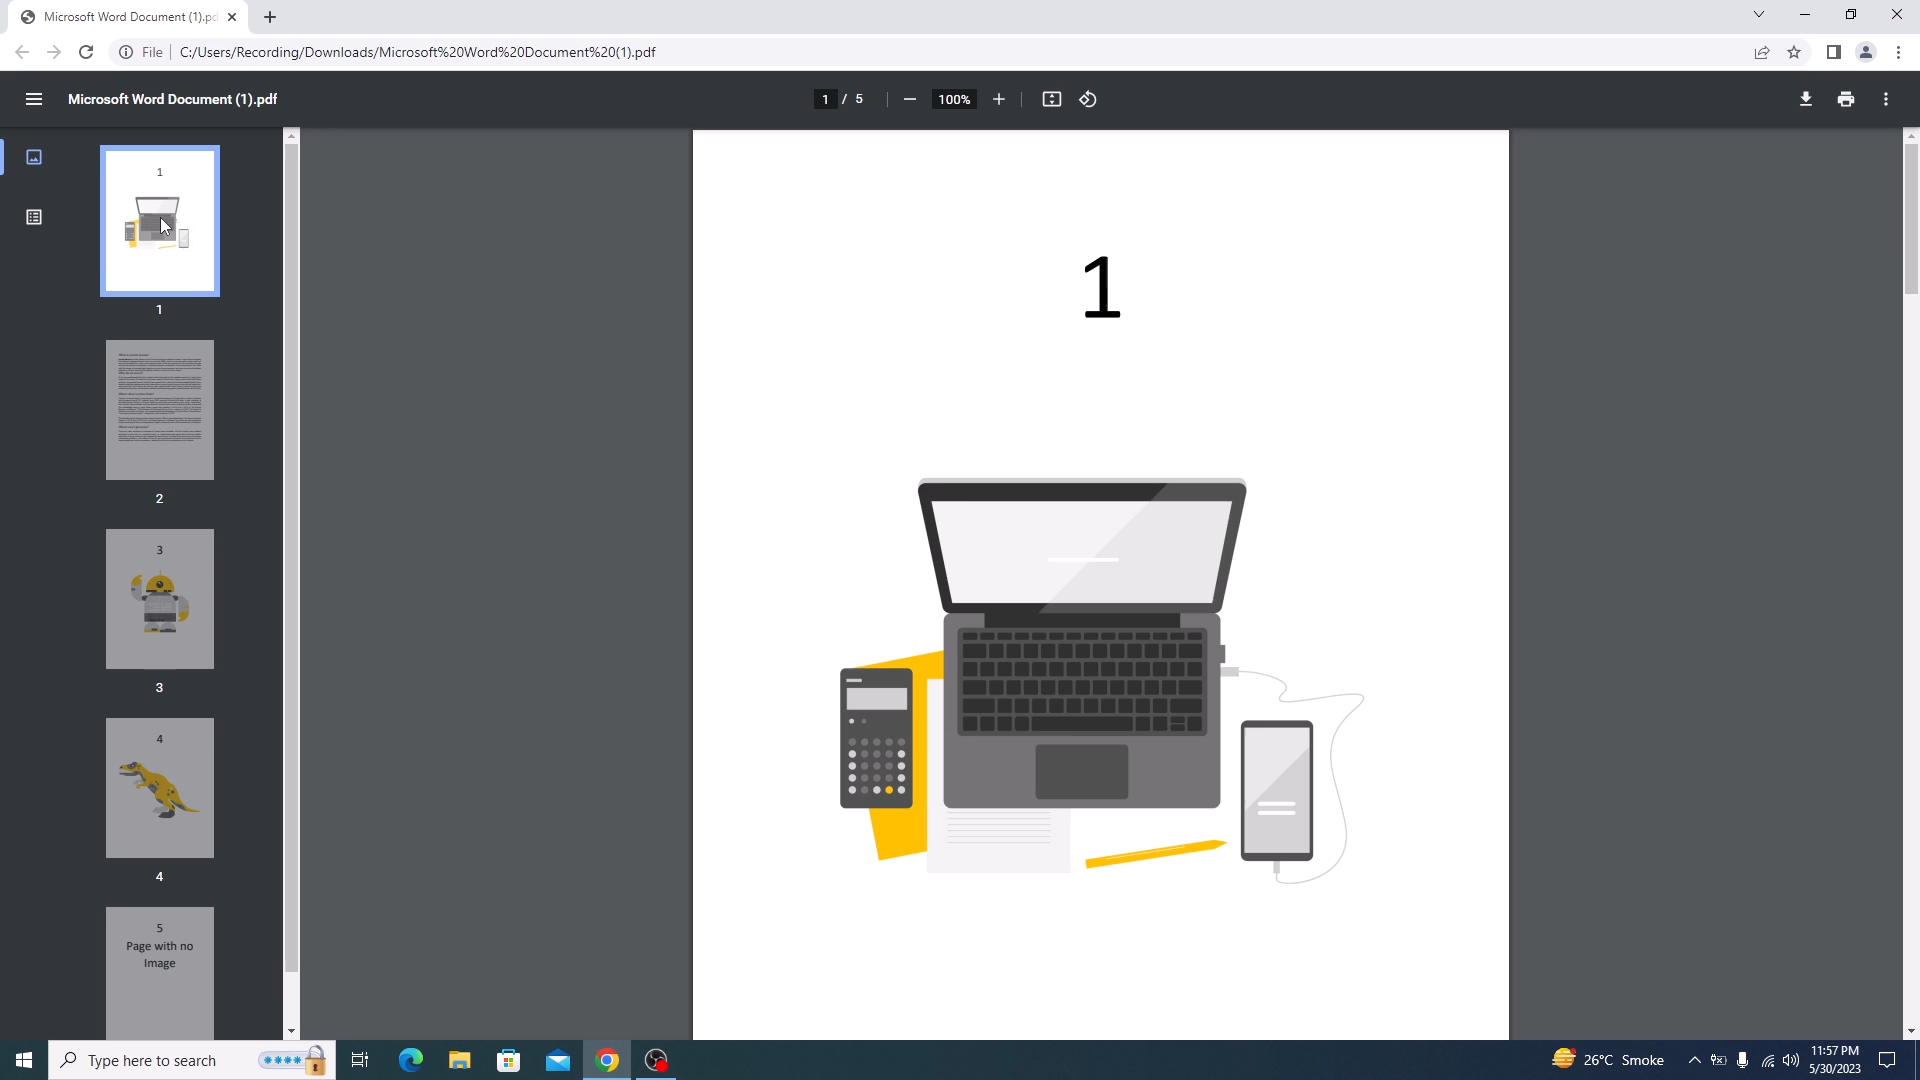 Microsoft Word Document (1).pd
File
C:/Users/Recording/Downloads/Microsoft%20Word%20Document%20(1).pdf
Microsoft Word Document (1).pdf
1 / 5
100%
1
1
2
3
3
4
4
5
Page with no
Image
1
Type here to search
26°C Smoke
11:57 PM
5/30/2023